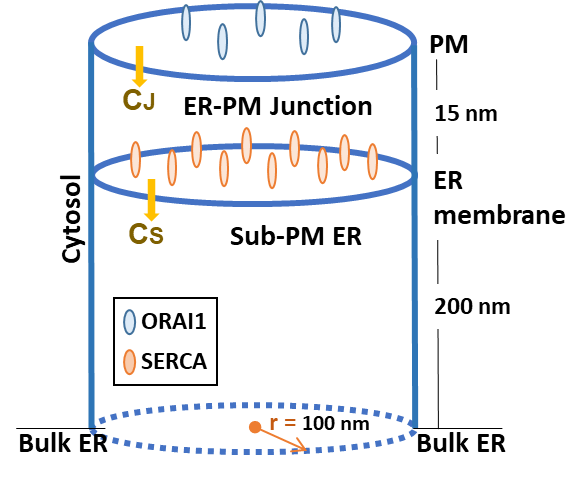 PM
CJ
ER-PM Junction
15 nm
ER
membrane
Cytosol
CS
Sub-PM ER
200 nm
ORAI1
SERCA
r = 100 nm
Bulk ER
Bulk ER